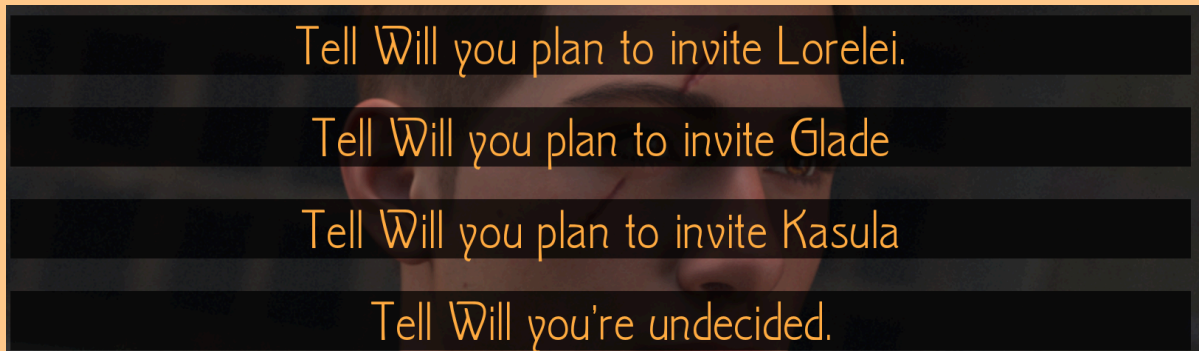 Tell Will you plan to invite Lorelei.
Tell Will you plan to invite Glade
Tell Will you plan to invite Kasula
Tell Will you're undecided.